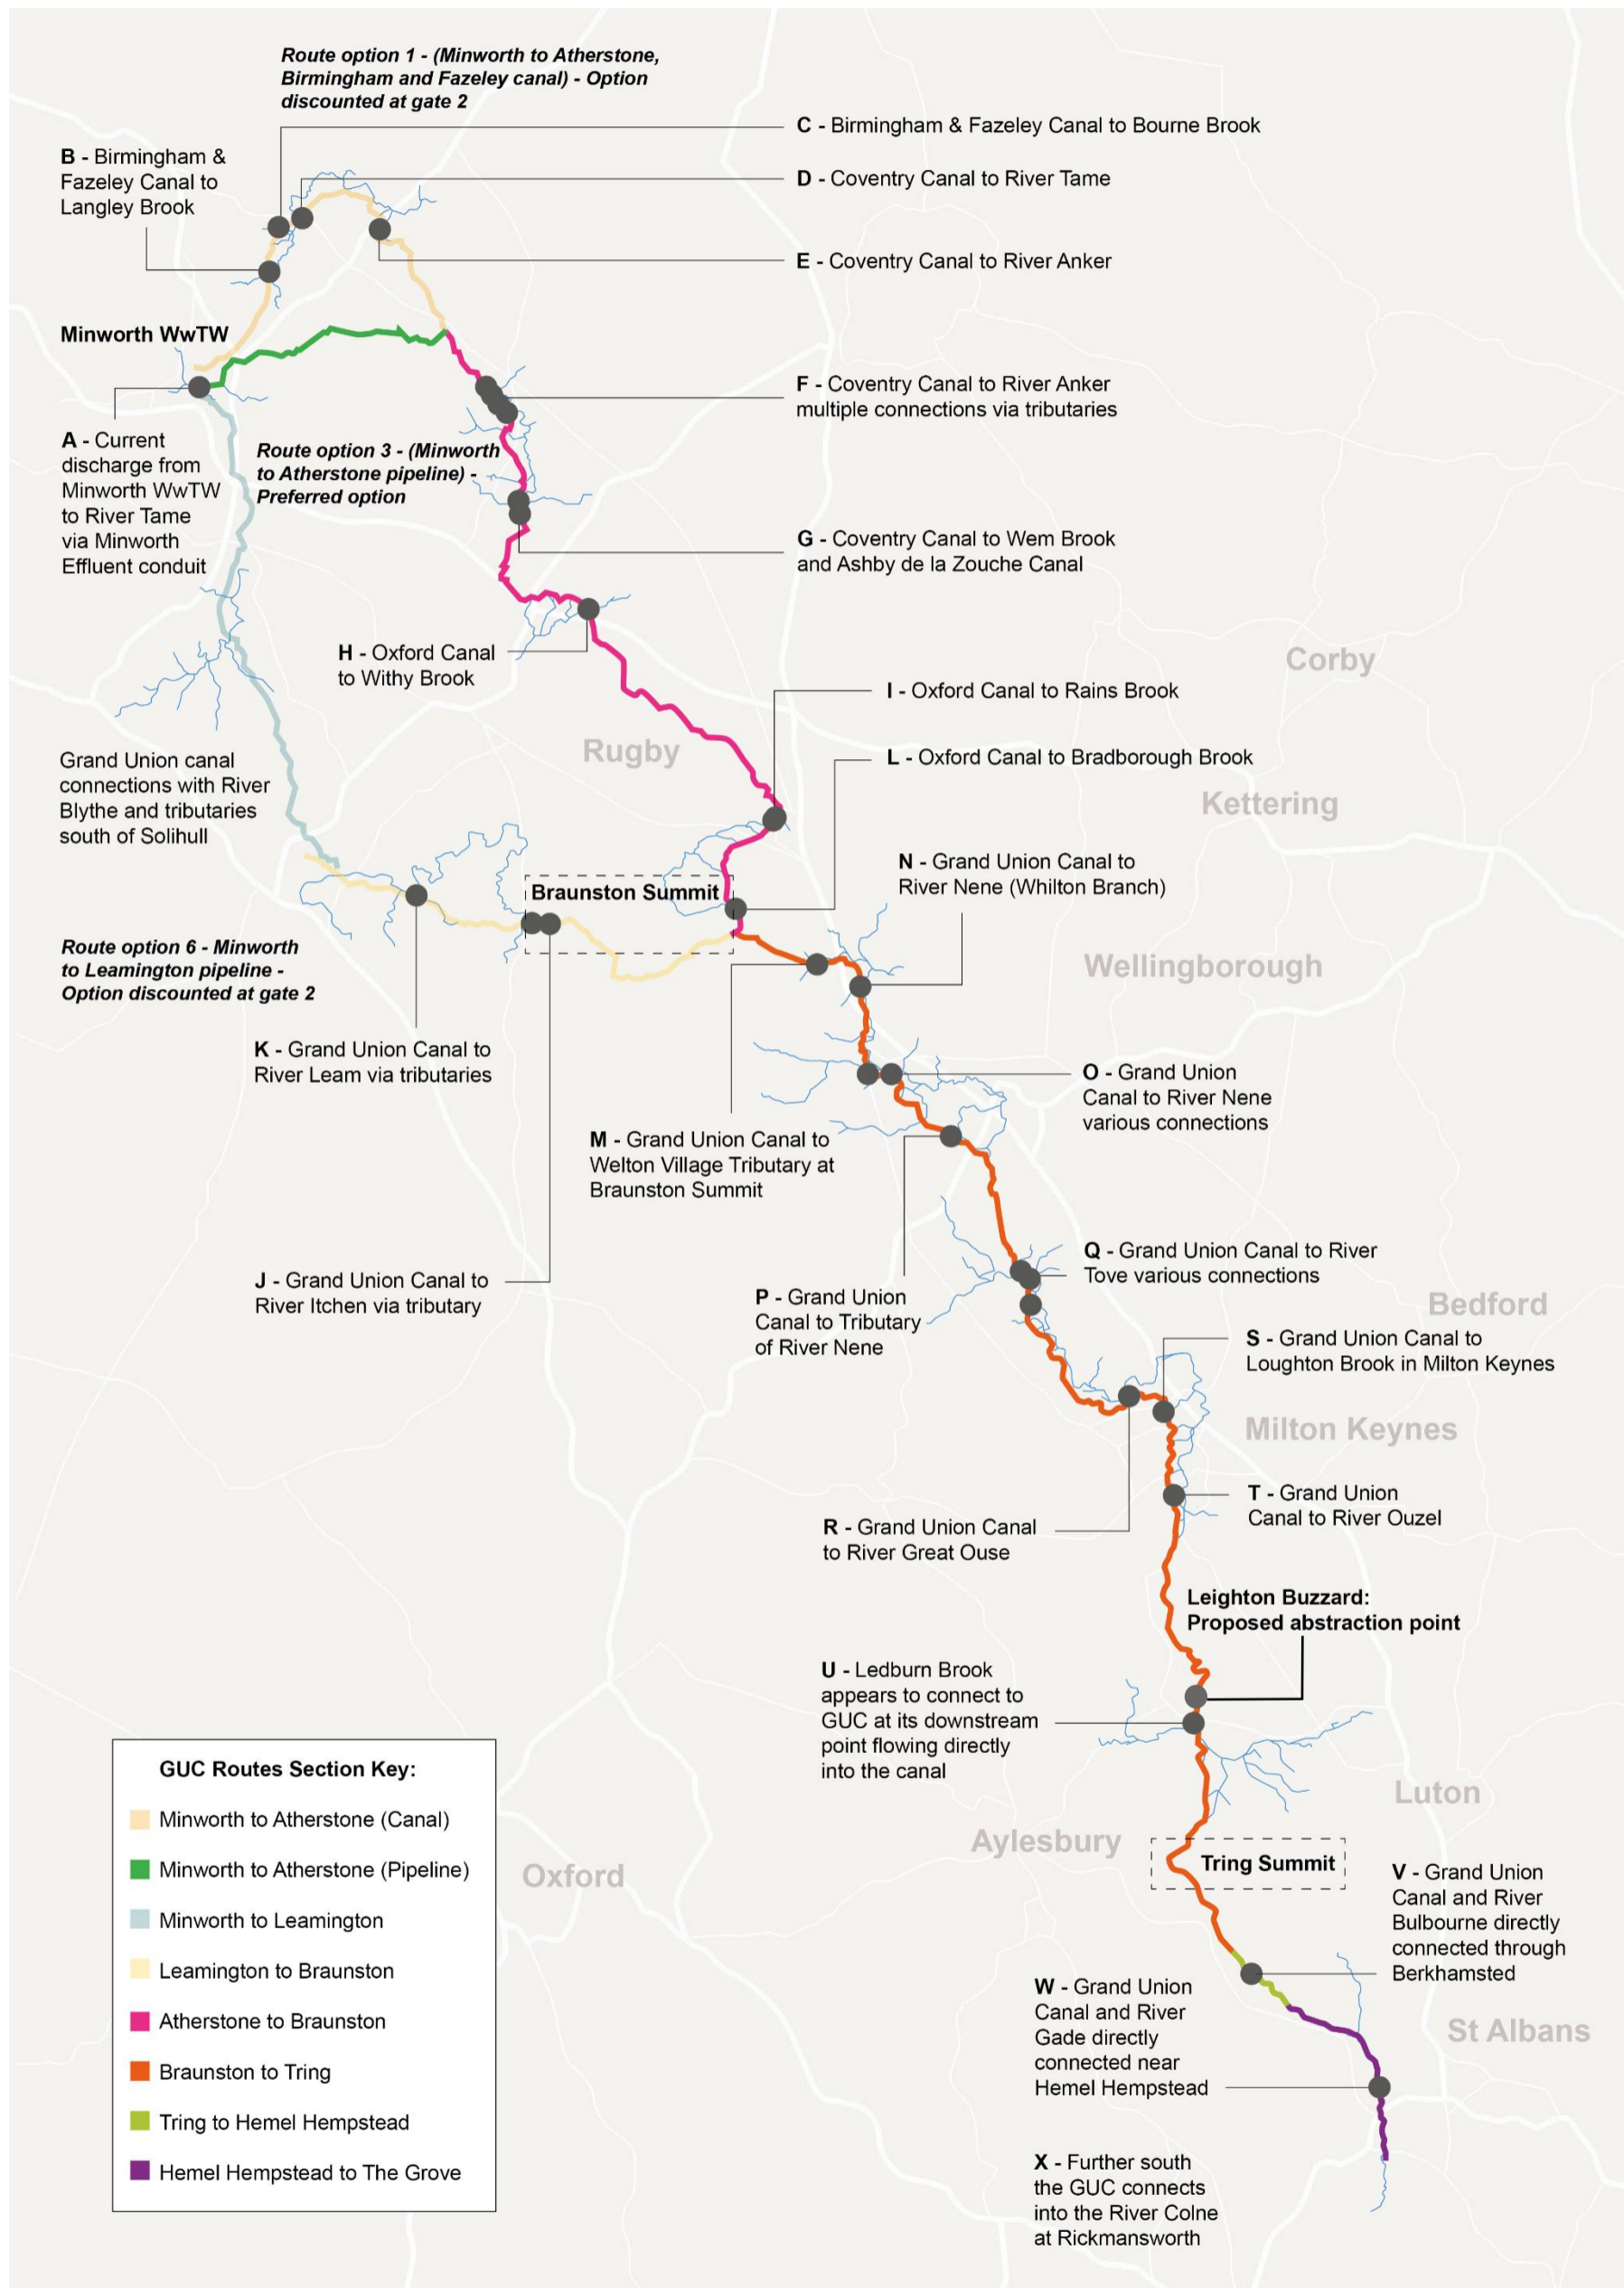 Route option 1 - (Minworth to Atherstone,
Birmingham and Fazeley canal) - Option
discounted at gate 2
C - Birmingham & Fazeley Canal to Bourne Brook
B - Birmingham &
Fazeley Canal to
Langley Brook
D - Coventry Canal to River Tame
E - Coventry Canal to River Anker
Minworth WwTW
F - Coventry Canal to River Anker
multiple connections via tributaries
A - Current
discharge from
Minworth WwTW
to River Tame
via Minworth
Effluent conduit
Route option 3 - (Minworth
to Atherstone pipeline) -
Preferred option
G - Coventry Canal to Wem Brook
and Ashby de la Zouche Canal
H - Oxford Canal
to Withy Brook
Corby
I - Oxford Canal to Rains Brook
Rugby
L - Oxford Canal to Bradborough Brook
Grand Union canal
connections with River
Blythe and tributaries
south of Solihull
Kettering
N - Grand Union Canal to
River Nene (Whilton Branch)
Braunston Summit
Route option 6 - Minworth
to Leamington pipeline -
Option discounted at gate 2
Wellingborough
K - Grand Union Canal to
River Leam via tributaries
O - Grand Union
Canal to River Nene
various connections
M - Grand Union Canal to
Welton Village Tributary at
Braunston Summit
Q - Grand Union Canal to River
Tove various connections
J - Grand Union Canal to
River Itchen via tributary
P - Grand Union
Canal to Tributary
of River Nene
Bedford
S - Grand Union Canal to
Loughton Brook in Milton Keynes
Milton Keynes
T - Grand Union
Canal to River Ouzel
R - Grand Union Canal
to River Great Ouse
Leighton Buzzard:
Proposed abstraction point
U - Ledburn Brook
appears to connect to
GUC at its downstream
point flowing directly
into the canal
Luton
Aylesbury
Tring Summit
Oxford
V - Grand Union
Canal and River
Bulbourne directly
connected through
Berkhamsted
W - Grand Union
Canal and River
Gade directly
connected near
Hemel Hempstead
St Albans
X - Further south
the GUC connects
into the River Colne
at Rickmansworth
GUC Routes Section Key:
Minworth to Atherstone (Canal)
Minworth to Atherstone (Pipeline)
Minworth to Leamington
Leamington to Braunston
Atherstone to Braunston
Braunston to Tring
Tring to Hemel Hempstead
Hemel Hempstead to The Grove